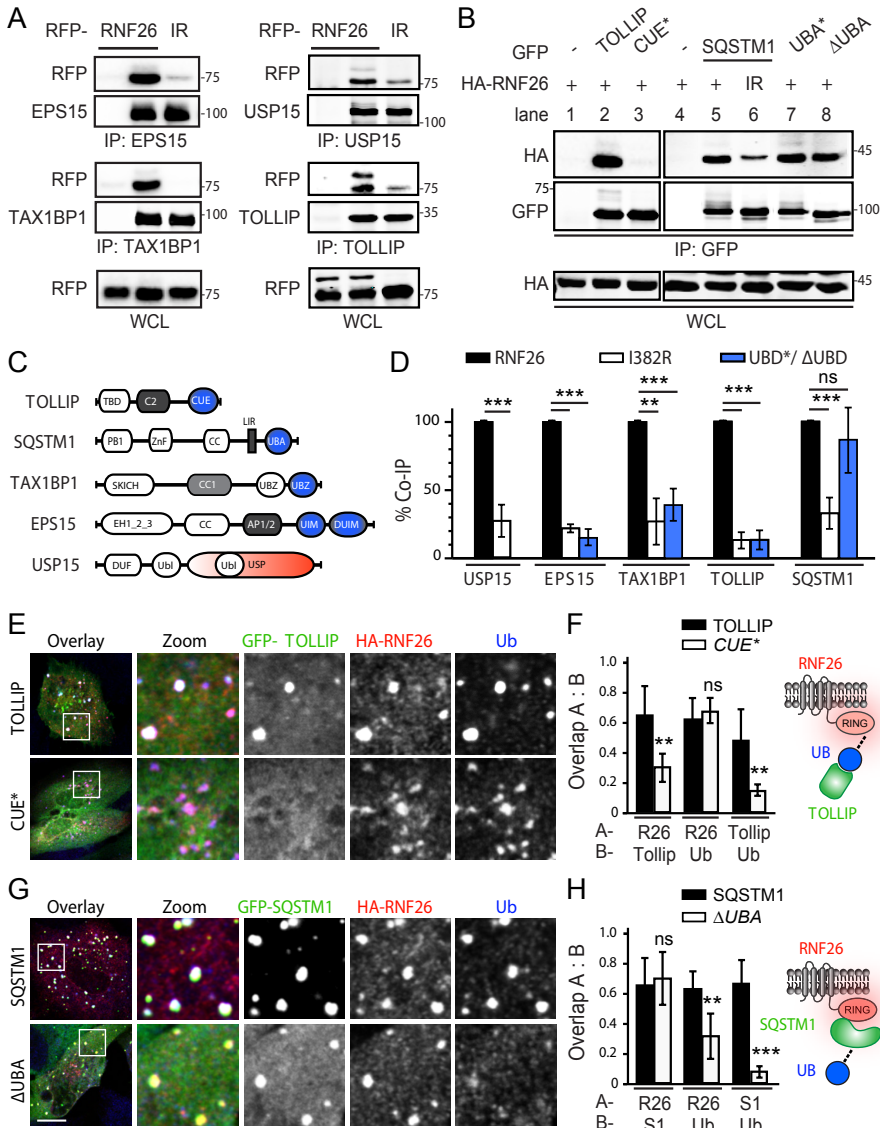 A
RFP- RNF26 IR
RFP -75
EPS15 -100
IP: EPS15
RFP -75
TAX1BP1 -100
IP: TAX1BP1
RFP -75
WCL
RFP- RNF26 IR
RFP -75
USP15 -100
IP: USP15
RFP -75
TOLLIP -35
IP: TOLLIP
RFP -75
WCL
B
GFP - TOLLIP CUE* - SQSTM1 UBA* ΔUBA
HA-RNF26 + + + + + IR + +
lane 1 2 3 4 5 6 7 8
HA -45
GFP 75- -100
IP: GFP
HA -45
WCL
C
TOLLIP TBD C2 CUE
LIR
SQSTM1 PB1 ZnF CC UBA
TAX1BP1 SKICH CC1 UBZ UBZ
EPS15 EH1_2_3 CC AP1/2 UIM DUIM
USP15 DUF Ubl Ubl USP
D
RNF26 I382R UBD*/ ΔUBD
*** *** *** ** *** ns ***
% Co-IP
100
50
USP15 EPS15 TAX1BP1 TOLLIP SQSTM1
E
Overlay Zoom GFP- TOLLIP HA-RNF26 Ub
TOLLIP
CUE*
F
TOLLIP
CUE*
Overlap A : B
1.0
0.8
0.6
0.4
0.2
0
** ns **
A- R26 R26 Tollip
B- Tollip Ub Ub
RNF26
RING
UB
TOLLIP
G
Overlay Zoom GFP-SQSTM1 HA-RNF26 Ub
SQSTM1
ΔUBA
H
SQSTM1
ΔUBA
Overlap A : B
1.0
0.8
0.6
0.4
0.2
0
ns ** ***
A- R26 R26 S1
B- S1 Ub Ub
RNF26
RING
SQSTM1
UB